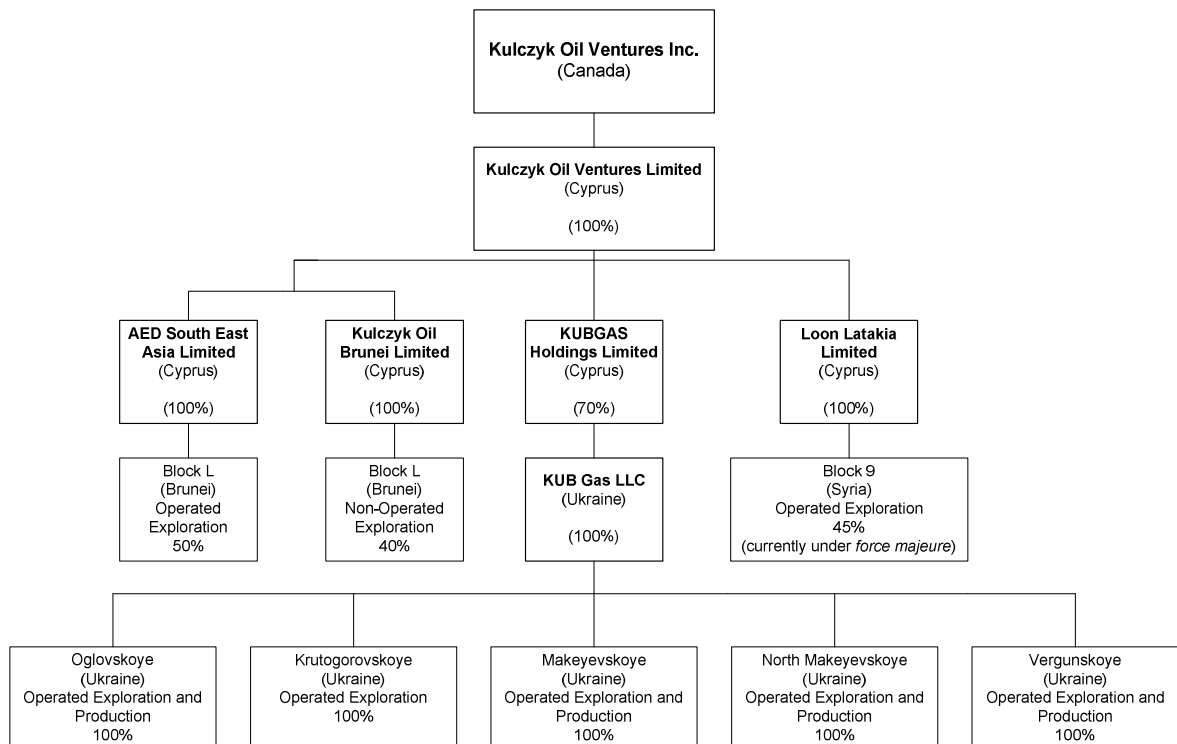 Kulczyk Oil Ventures Inc.
(Canada)
Kulczyk Oil Ventures Limited
(Cyprus)
(100%)
AED South East
Asia Limited
(Cyprus)
(100%)
Kulczyk Oil
Brunei Limited
(Cyprus)
(100%)
KUBGAS
Holdings Limited
(Cyprus)
(70%)
Loon Latakia
Limited
(Cyprus)
(100%)
Block L
(Brunei)
Operated
Exploration
50%
Block L
(Brunei)
Non-Operated
Exploration
40%
KUB Gas LLC
(Ukraine)
(100%)
Block 9
(Syria)
Operated Exploration
45%
(currently under force majeure)
Oglovskoye
(Ukraine)
Operated Exploration and
Production
100%
Krutogorovskoye
(Ukraine)
Operated Exploration
100%
Makeyevskoye
(Ukraine)
Operated Exploration and
Production
100%
North Makeyevskoye
(Ukraine)
Operated Exploration and
Production
100%
Vergunskoye
(Ukraine)
Operated Exploration and
Production
100%